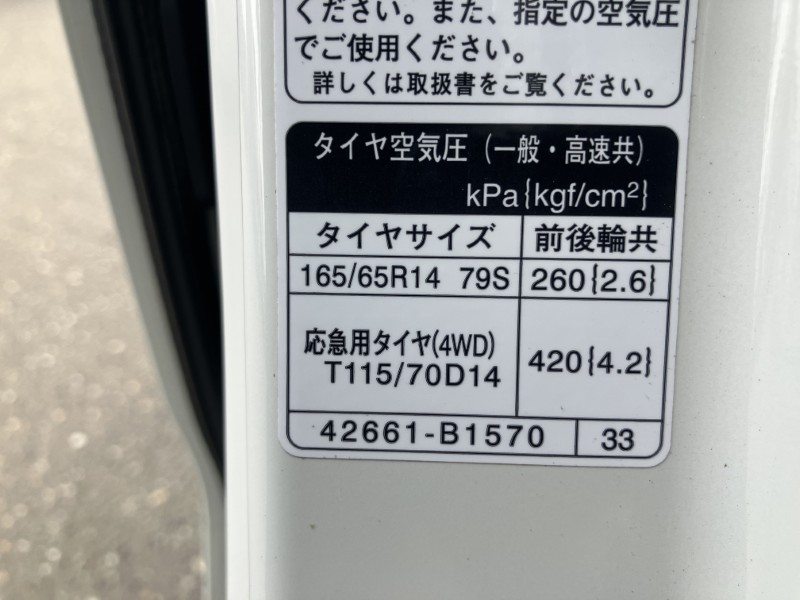 ください。また、指定の空気圧
でご使用ください。
詳しくは取扱書をご覧ください。
タイヤ空気圧（一般・高速共）
kPa{kgf/cm²}
タイヤサイズ 前後輪共
165/65R14 79S 260{2.6}
応急用タイヤ(4WD)
T115/70D14 420{4.2}
42661-B1570 33